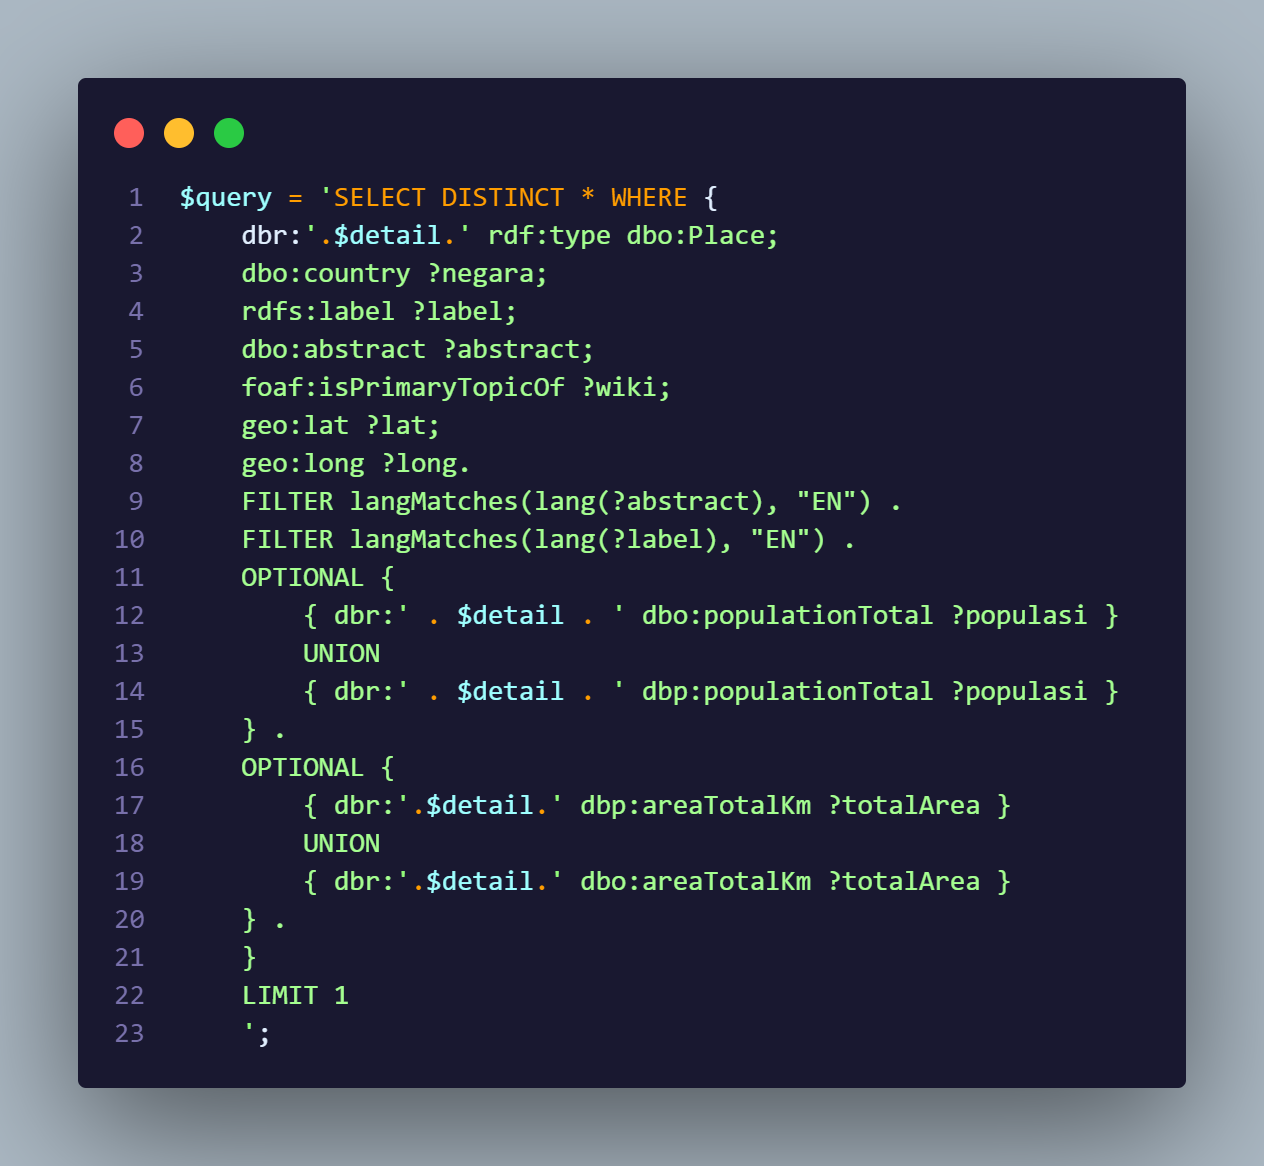 1 $query = 'SELECT DISTINCT * WHERE {
2 dbr:'.$detail.' rdf:type dbo:Place;
3 dbo:country ?negara;
4 rdfs:label ?label;
5 dbo:abstract ?abstract;
6 foaf:isPrimaryTopicOf ?wiki;
7 geo:lat ?lat;
8 geo:long ?long.
9 FILTER langMatches(lang(?abstract), "EN") .
10 FILTER langMatches(lang(?label), "EN") .
11 OPTIONAL {
12 { dbr:' . $detail . ' dbo:populationTotal ?populasi }
13 UNION
14 { dbr:' . $detail . ' dbp:populationTotal ?populasi }
15 } .
16 OPTIONAL {
17 { dbr:'.$detail.' dbp:areaTotalKm ?totalArea }
18 UNION
19 { dbr:'.$detail.' dbo:areaTotalKm ?totalArea }
20 } .
21 }
22 LIMIT 1
23 ';